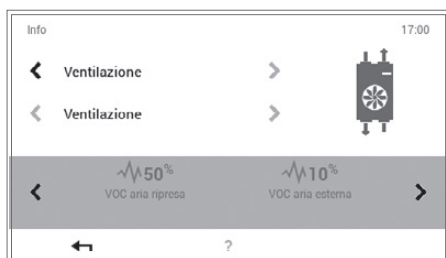 Info 17:00
Ventilazione
Ventilazione
50% 10%
VOC aria ripresa VOC aria esterna
?